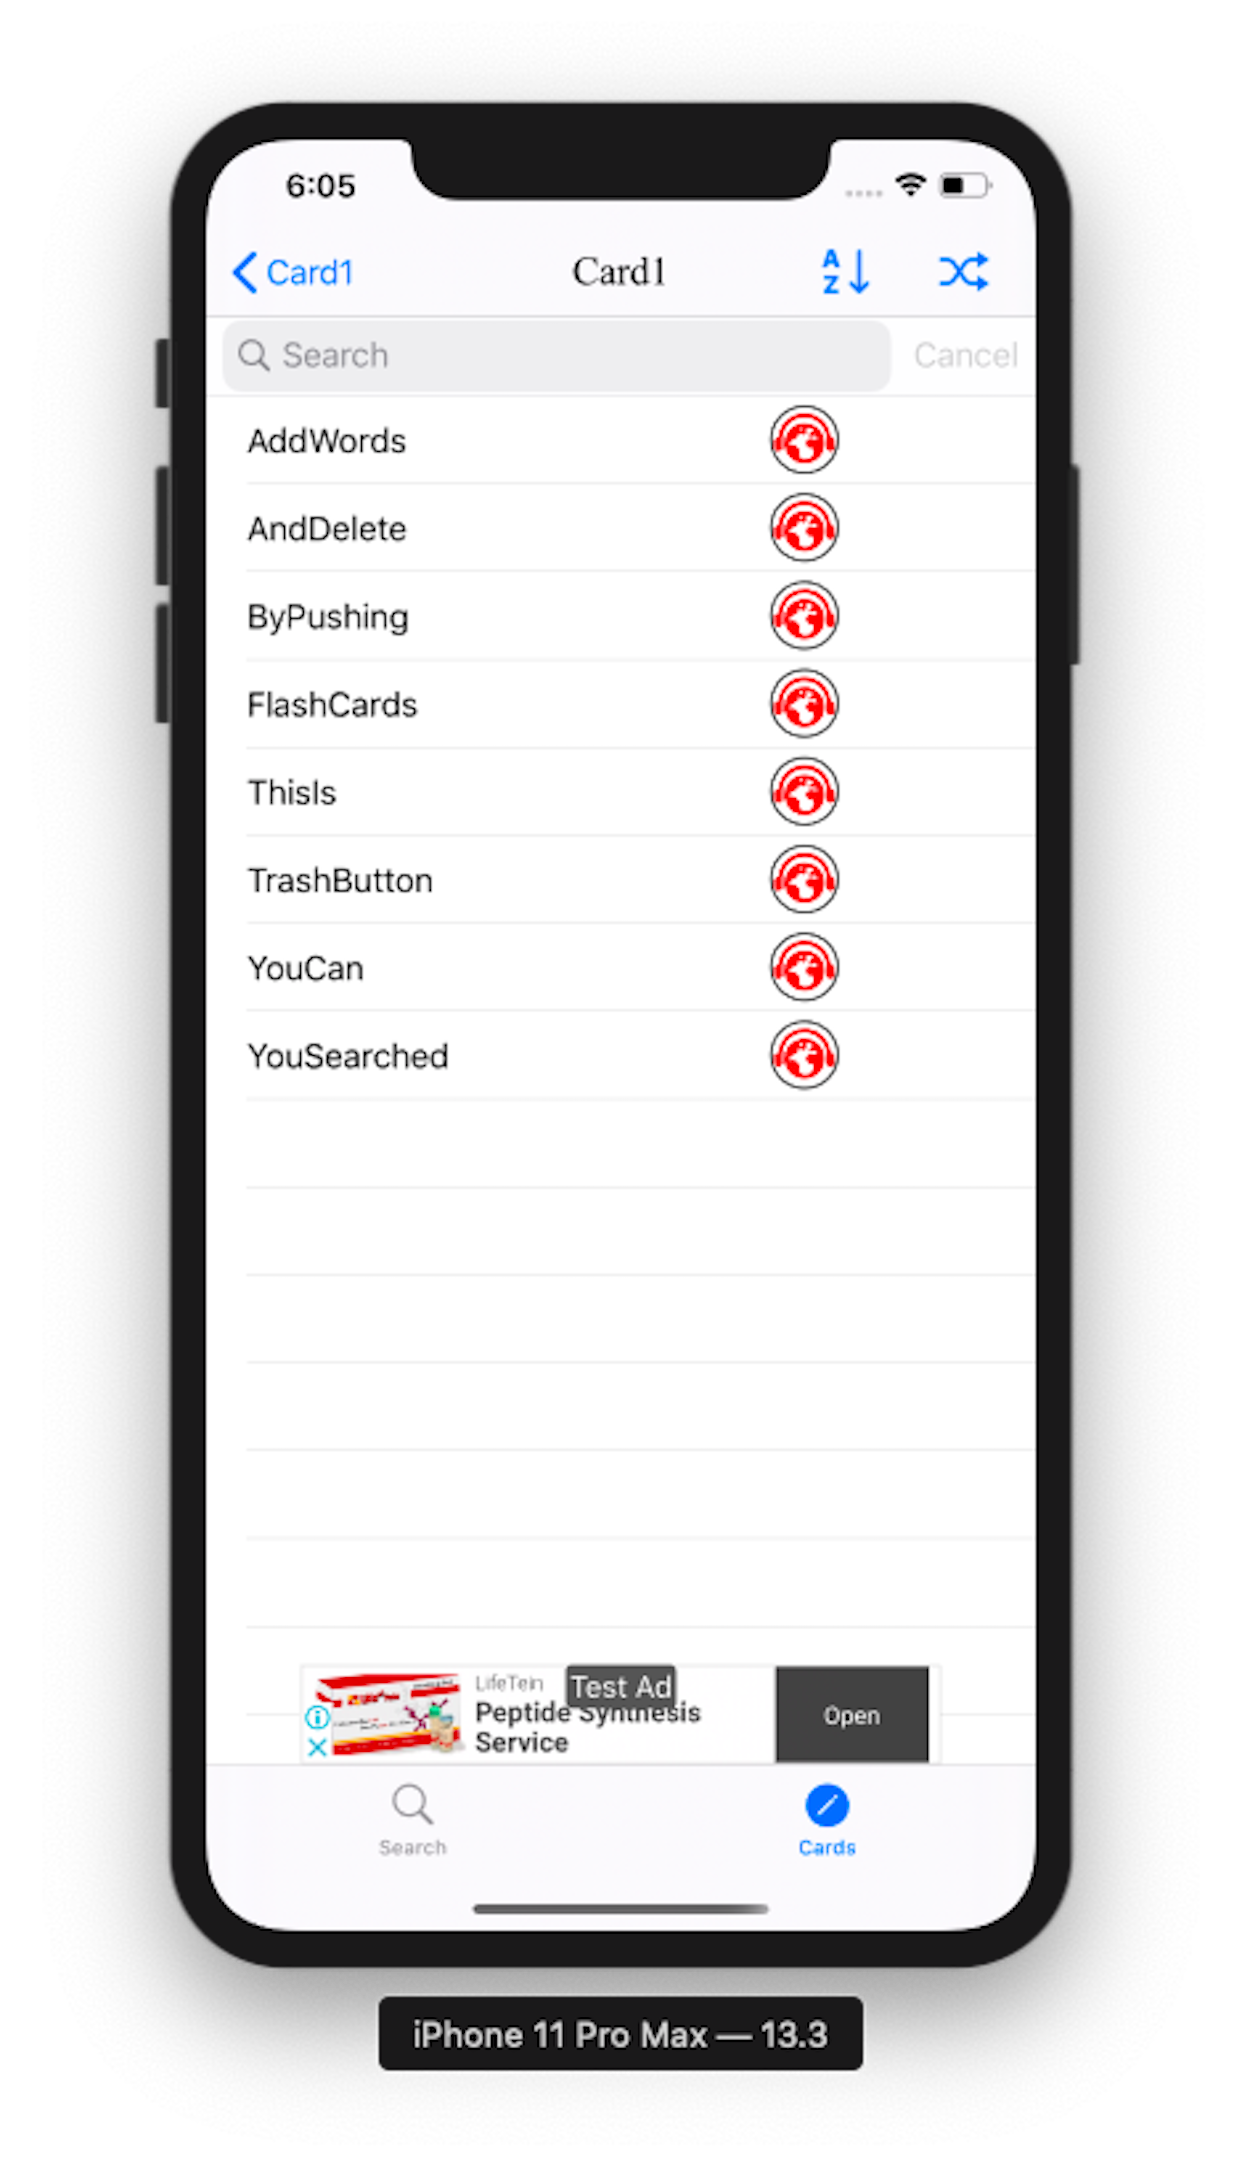 6:05
Card1
Card1
A
Z
Search
Cancel
AddWords
AndDelete
ByPushing
FlashCards
ThisIs
TrashButton
YouCan
YouSearched
LifeTein
Test Ad
Peptide Synthesis
Service
Open
Search
Cards
iPhone 11 Pro Max — 13.3